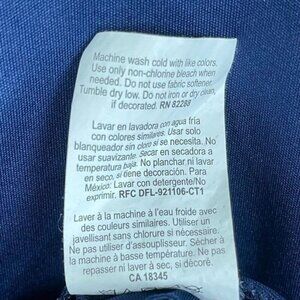 Machine wash cold with like colors.
Use only non-chlorine bleach when
needed. Do not use fabric softener.
Tumble dry low. Do not iron or dry clean,
if decorated. RN 82288
Lavar en lavadora con agua fría
con colores similares. Usar solo
blanqueador sin cloro si se necesita. No
usar suavizante. Secar en secadora a
temperatura baja. No planchar ni lavar
en seco, si tiene decoración. Para
México: Lavar con detergente/No
exprimir. RFC DFL-921106-CT1
Laver à la machine à l'eau froide avec
des couleurs similaires. Utiliser un
javellisant sans chlorure si nécessaire.
Ne pas utiliser d'assouplisseur. Sécher à
la machine à basse température. Ne pas
repasser ni laver à sec, si décoré.
CA 18345